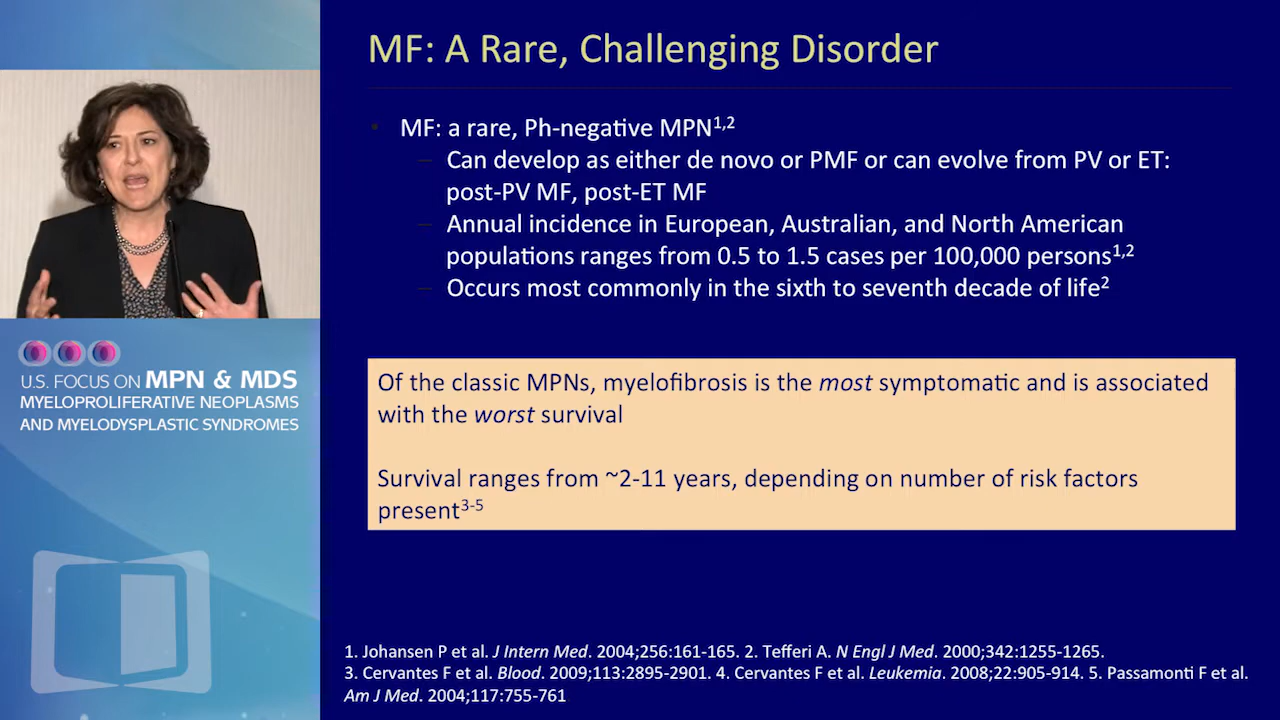 MF: A Rare, Challenging Disorder
• MF: a rare, Ph-negative MPN1,2
– Can develop as either de novo or PMF or can evolve from PV or ET:
post-PV MF, post-ET MF
– Annual incidence in European, Australian, and North American
populations ranges from 0.5 to 1.5 cases per 100,000 persons1,2
– Occurs most commonly in the sixth to seventh decade of life2
Of the classic MPNs, myelofibrosis is the most symptomatic and is associated
with the worst survival
Survival ranges from ~2-11 years, depending on number of risk factors
present3-5
1. Johansen P et al. J Intern Med. 2004;256:161-165. 2. Tefferi A. N Engl J Med. 2000;342:1255-1265.
3. Cervantes F et al. Blood. 2009;113:2895-2901. 4. Cervantes F et al. Leukemia. 2008;22:905-914. 5. Passamonti F et al.
Am J Med. 2004;117:755-761
U.S. FOCUS ON MPN & MDS
MYELOPROLIFERATIVE NEOPLASMS
AND MYELODYSPLASTIC SYNDROMES